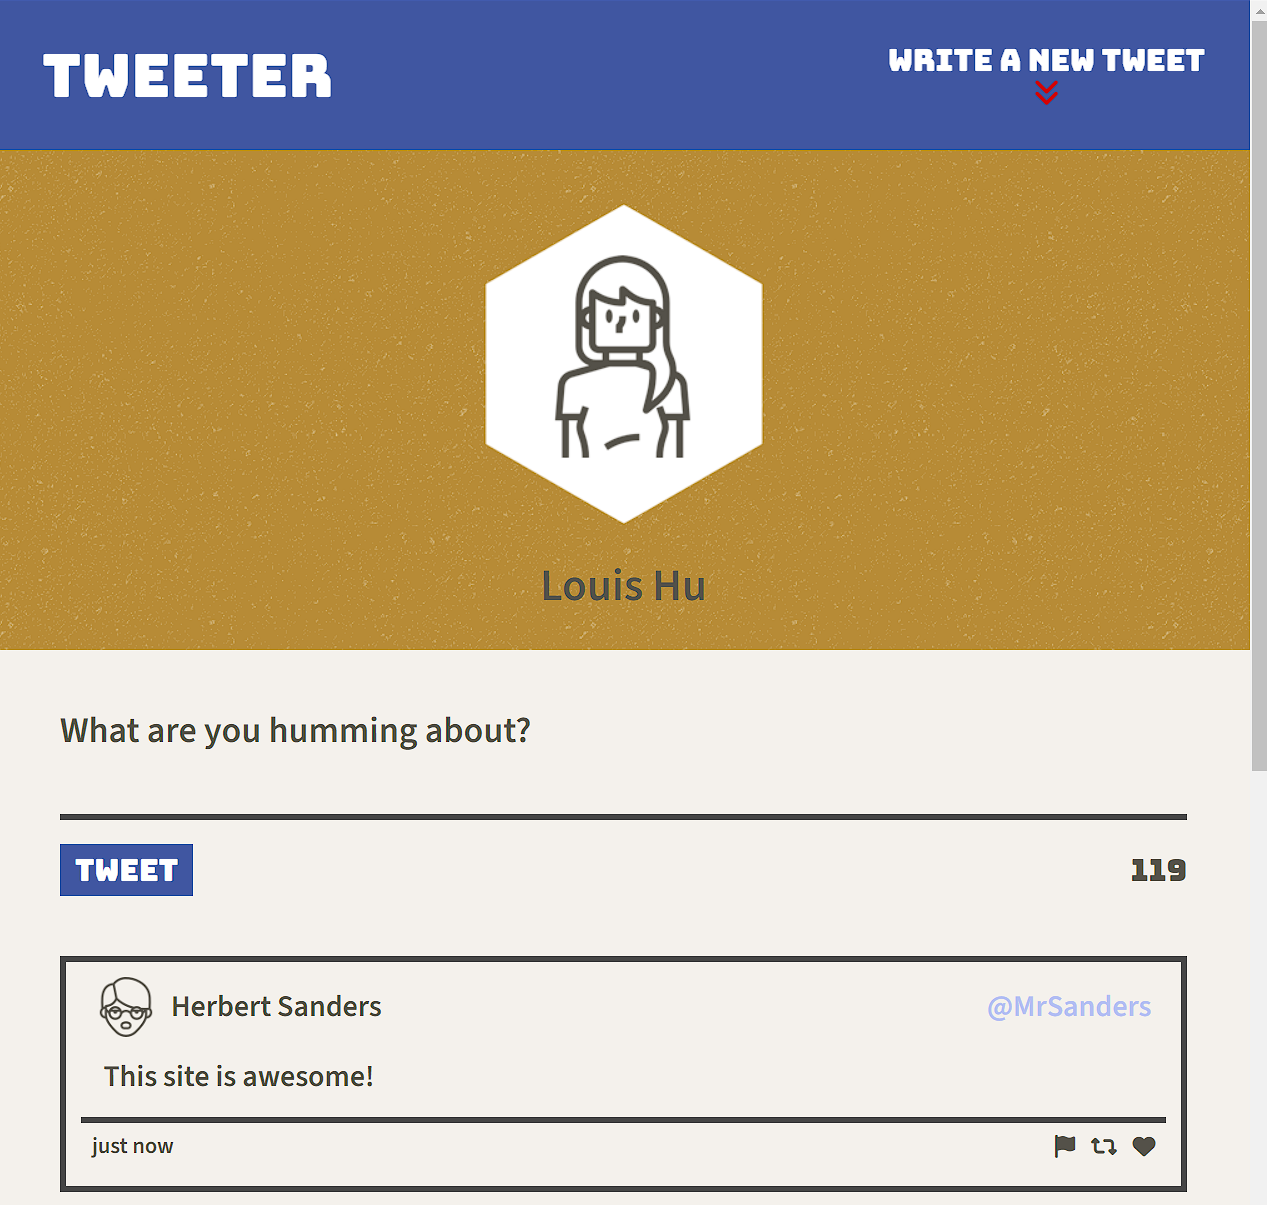 TWEETER
WRITE A NEW TWEET
Louis Hu
What are you humming about?
TWEET
119
Herbert Sanders
@MrSanders
This site is awesome!
just now